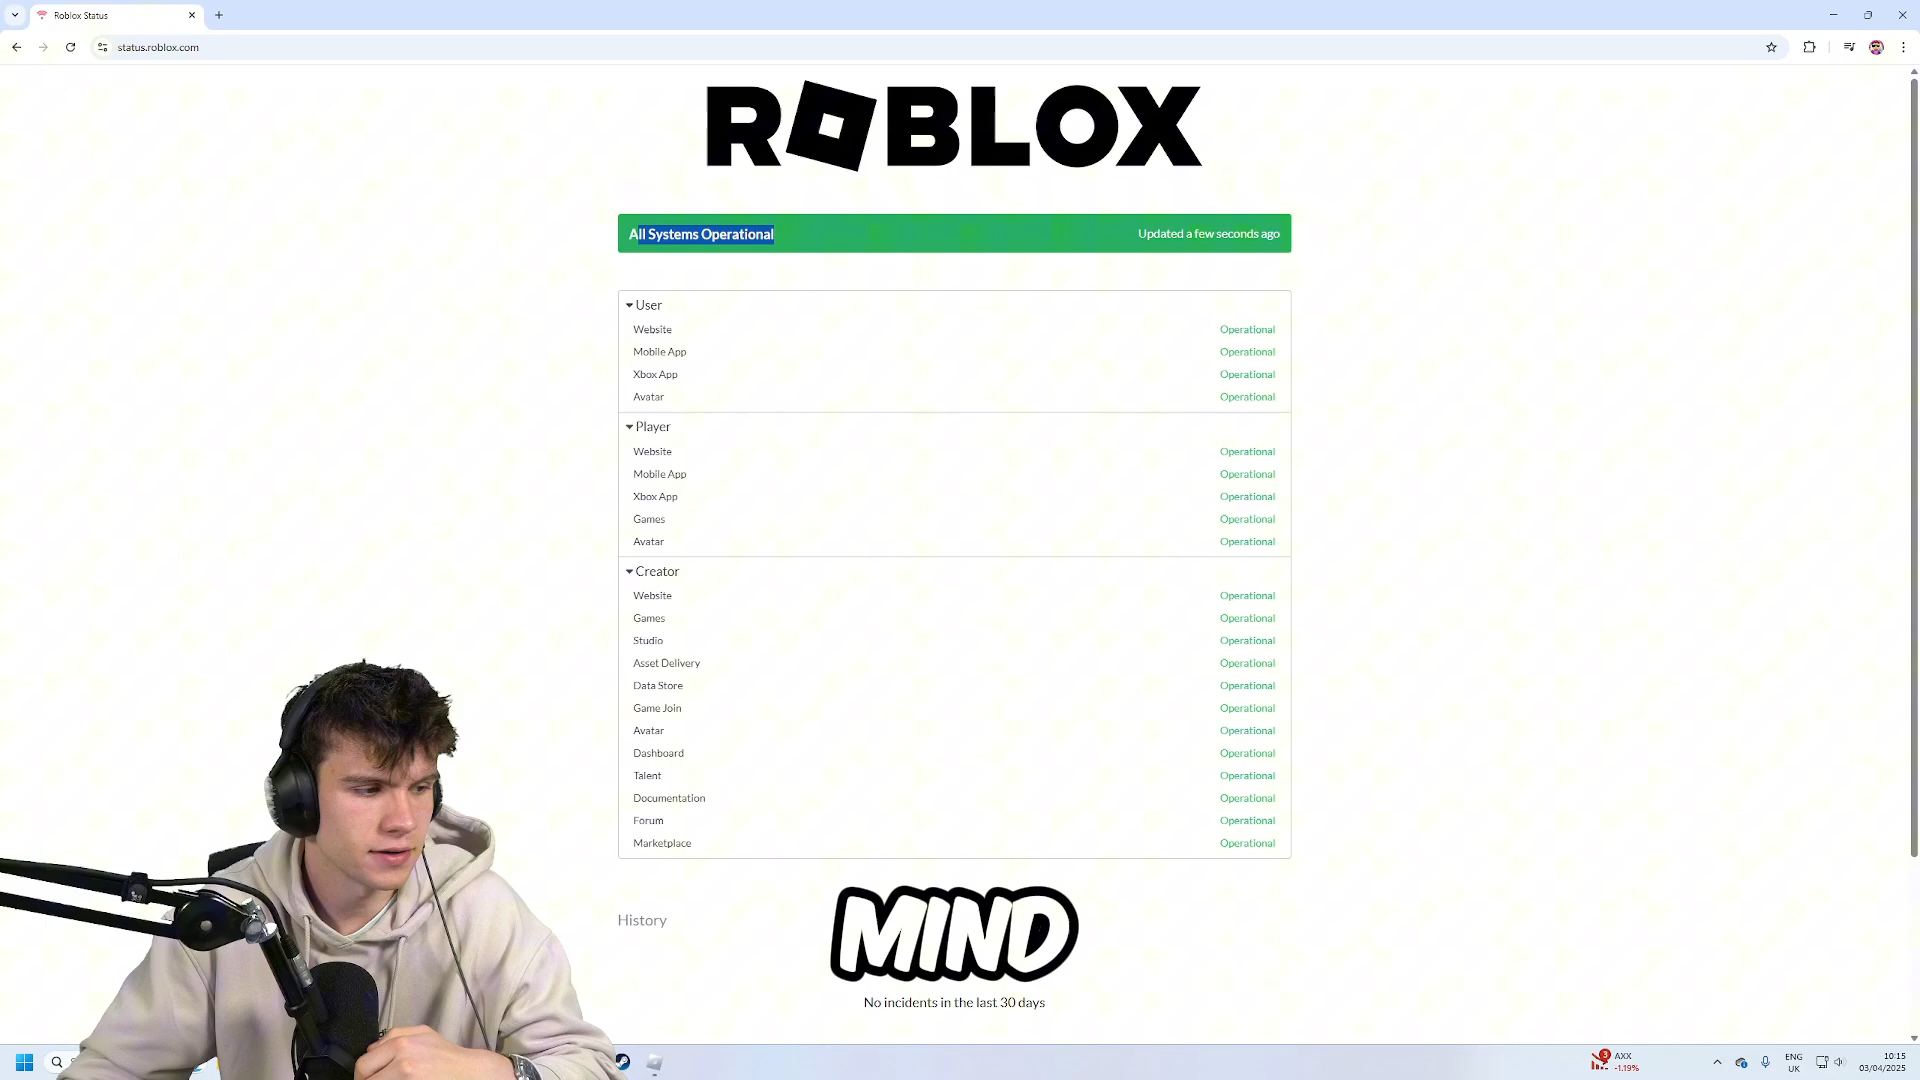 Roblox Status
status.roblox.com
ROBLOX
All Systems Operational
Updated a few seconds ago
User
Website Operational
Mobile App Operational
Xbox App Operational
Avatar Operational
Player
Website Operational
Mobile App Operational
Xbox App Operational
Games Operational
Avatar Operational
Creator
Website Operational
Games Operational
Studio Operational
Asset Delivery Operational
Data Store Operational
Game Join Operational
Avatar Operational
Dashboard Operational
Talent Operational
Documentation Operational
Forum Operational
Marketplace Operational
History
MIND
No incidents in the last 30 days
3
AXX
-1.19%
ENG
UK
10:15
03/04/2025